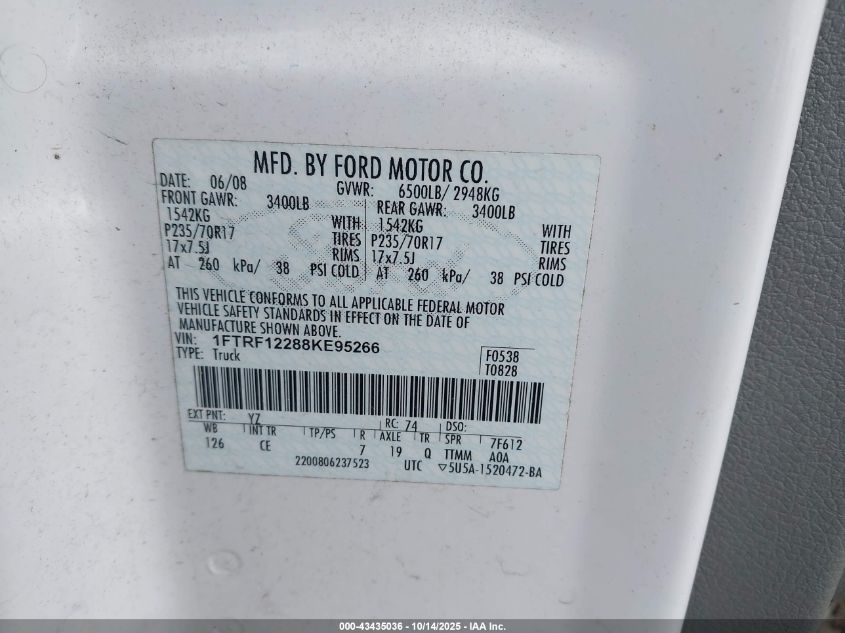 MFD. BY FORD MOTOR CO.
DATE: 06/08 GVWR: 6500LB/ 2948KG
FRONT GAWR: 3400LB REAR GAWR: 3400LB
1542KG WITH 1542KG WITH
P235/70R17 TIRES P235/70R17 TIRES
17x7.5J RIMS 17x7.5J RIMS
AT 260 kPa/ 38 PSI COLD AT 260 kPa/ 38 PSI COLD
THIS VEHICLE CONFORMS TO ALL APPLICABLE FEDERAL MOTOR
VEHICLE SAFETY STANDARDS IN EFFECT ON THE DATE OF
MANUFACTURE SHOWN ABOVE.
VIN: 1FTRF12288KE95266
TYPE: Truck F0538
T0828
EXT PNT: YZ RC: 74 DSO:
WB INT TR TP/PS R AXLE TR SPR 7F612
126 CE 7 19 Q TTMM A0A
2200806237523 UTC ▽5U5A-1520472-BA
000-43435036 - 10/14/2025 - IAA Inc.